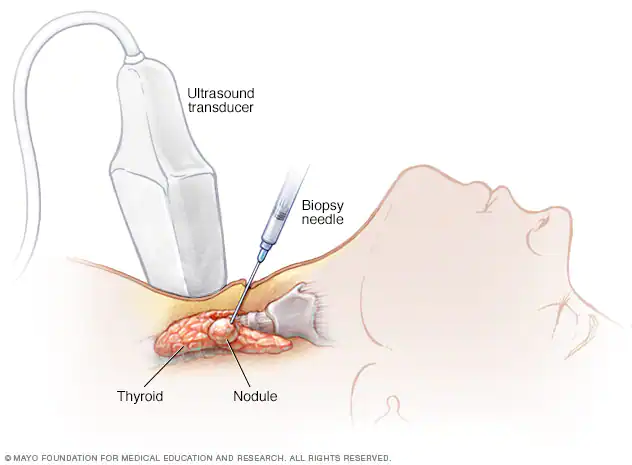 Ultrasound
transducer
Biopsy
needle
Thyroid
Nodule
© MAYO FOUNDATION FOR MEDICAL EDUCATION AND RESEARCH. ALL RIGHTS RESERVED.